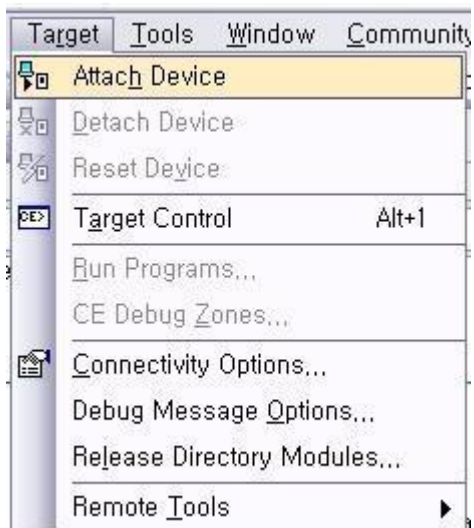 Target Tools Window Community
Attach Device
Detach Device
Reset Device
CE> Target Control Alt+1
Run Programs...
CE Debug Zones...
Connectivity Options...
Debug Message Options...
Release Directory Modules...
Remote Tools